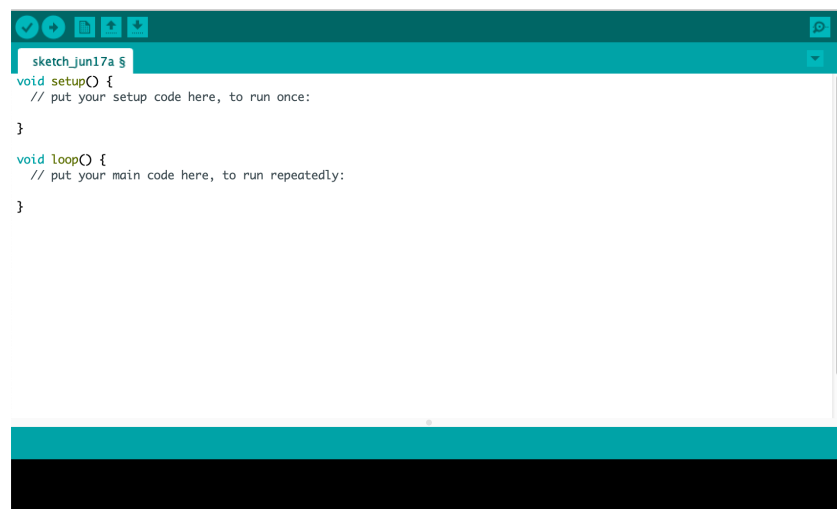 sketch_jun17a §
void setup() {
  // put your setup code here, to run once:
}
void loop() {
  // put your main code here, to run repeatedly:
}